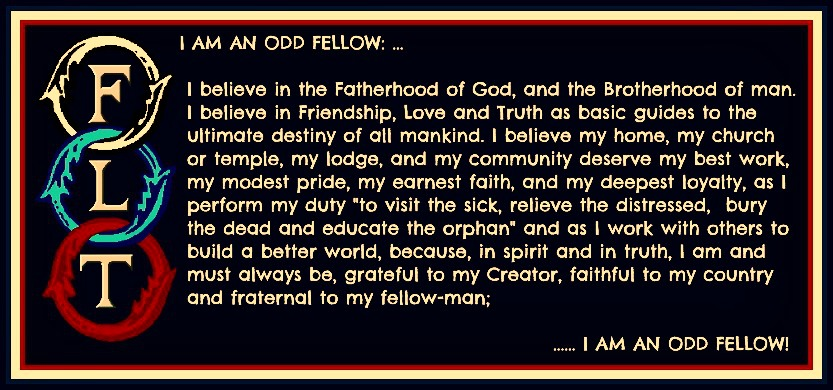 I AM AN ODD FELLOW: ...
F
L
T
I believe in the Fatherhood of God, and the Brotherhood of man.
I believe in Friendship, Love and Truth as basic guides to the
ultimate destiny of all mankind. I believe my home, my church
or temple, my lodge, and my community deserve my best work,
my modest pride, my earnest faith, and my deepest loyalty, as I
perform my duty "to visit the sick, relieve the distressed, bury
the dead and educate the orphan" and as I work with others to
build a better world, because, in spirit and in truth, I am and
must always be, grateful to my Creator, faithful to my country
and fraternal to my fellow-man;
...... I AM AN ODD FELLOW!